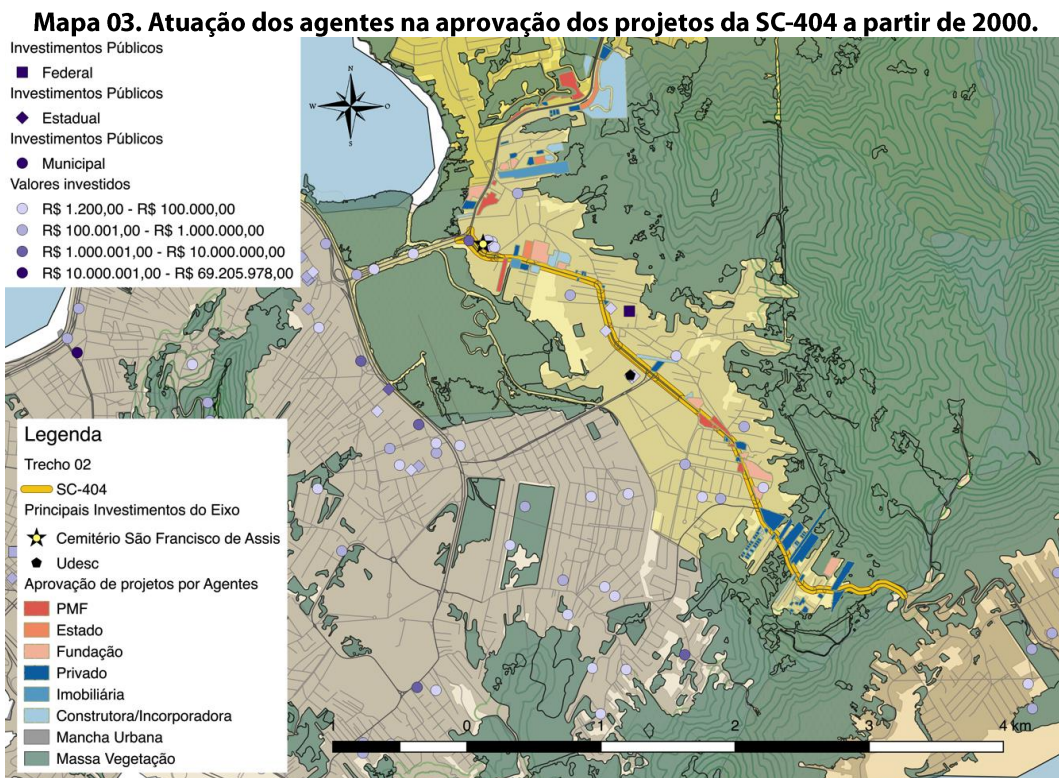 Mapa 03. Atuação dos agentes na aprovação dos projetos da SC-404 a partir de 2000.
Investimentos Públicos
Federal
Investimentos Públicos
Estadual
Investimentos Públicos
Municipal
Valores investidos
R$ 1.200,00 - R$ 100.000,00
R$ 100.001,00 - R$ 1.000.000,00
R$ 1.000.001,00 - R$ 10.000.000,00
R$ 10.000.001,00 - R$ 69.205.978,00
N
W O
S
Legenda
Trecho 02
SC-404
Principais Investimentos do Eixo
Cemitério São Francisco de Assis
Udesc
Aprovação de projetos por Agentes
PMF
Estado
Fundação
Privado
Imobiliária
Construtora/Incorporadora
Mancha Urbana
Massa Vegetação
1 0 1 2 3 4 km